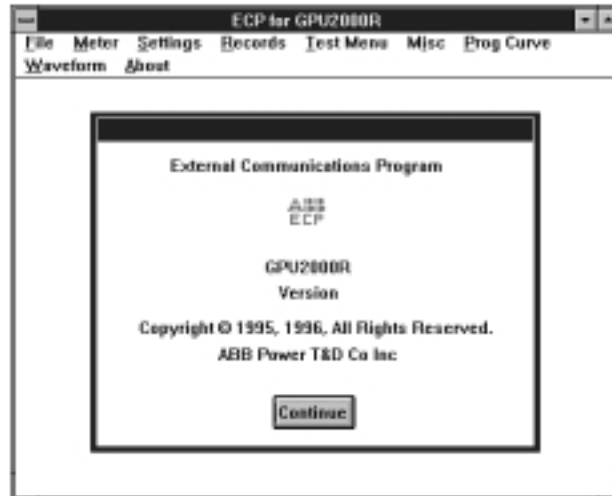 ECP for GPU2000R
File Meter Settings Records Test Menu Misc Prog Curve
Waveform About
External Communications Program
ABB
ECP
GPU2000R
Version
Copyright © 1995, 1996, All Rights Reserved.
ABB Power T&D Co Inc
Continue